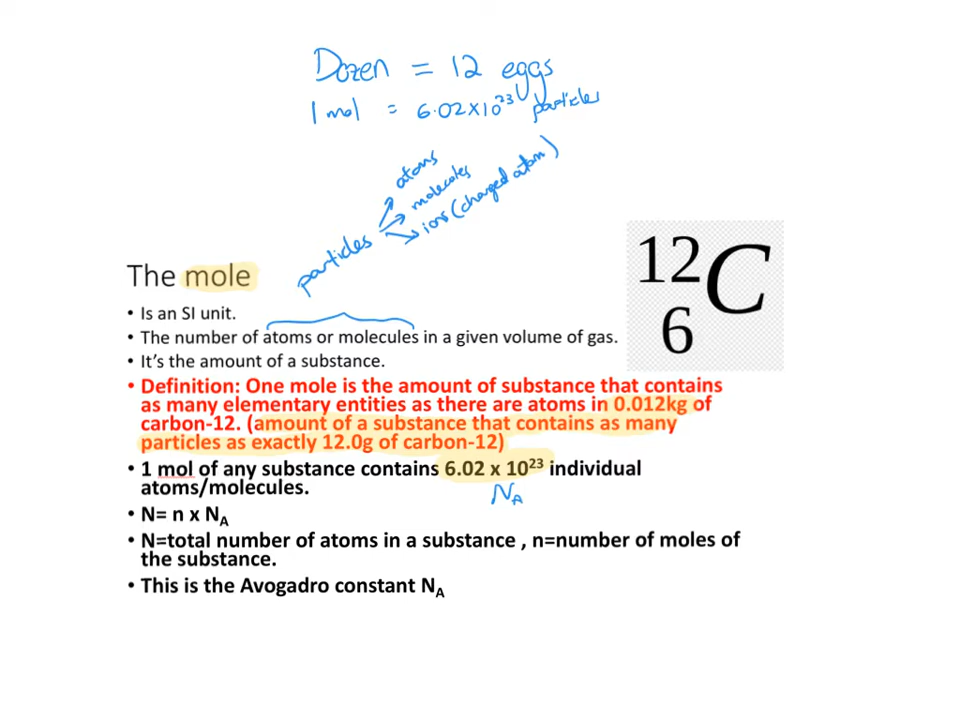 Dozen = 12 eggs
1 mol = 6.02x10²³ particles
atoms
molecules
ions (charged atom)
particles
12
6
C
The mole
• Is an SI unit.
• The number of atoms or molecules in a given volume of gas.
• It's the amount of a substance.
• Definition: One mole is the amount of substance that contains
as many elementary entities as there are atoms in 0.012kg of
carbon-12. (amount of a substance that contains as many
particles as exactly 12.0g of carbon-12)
• 1 mol of any substance contains 6.02 x 10²³ individual
atoms/molecules.
N_A
• N= n x N_A
• N=total number of atoms in a substance , n=number of moles of
the substance.
• This is the Avogadro constant N_A